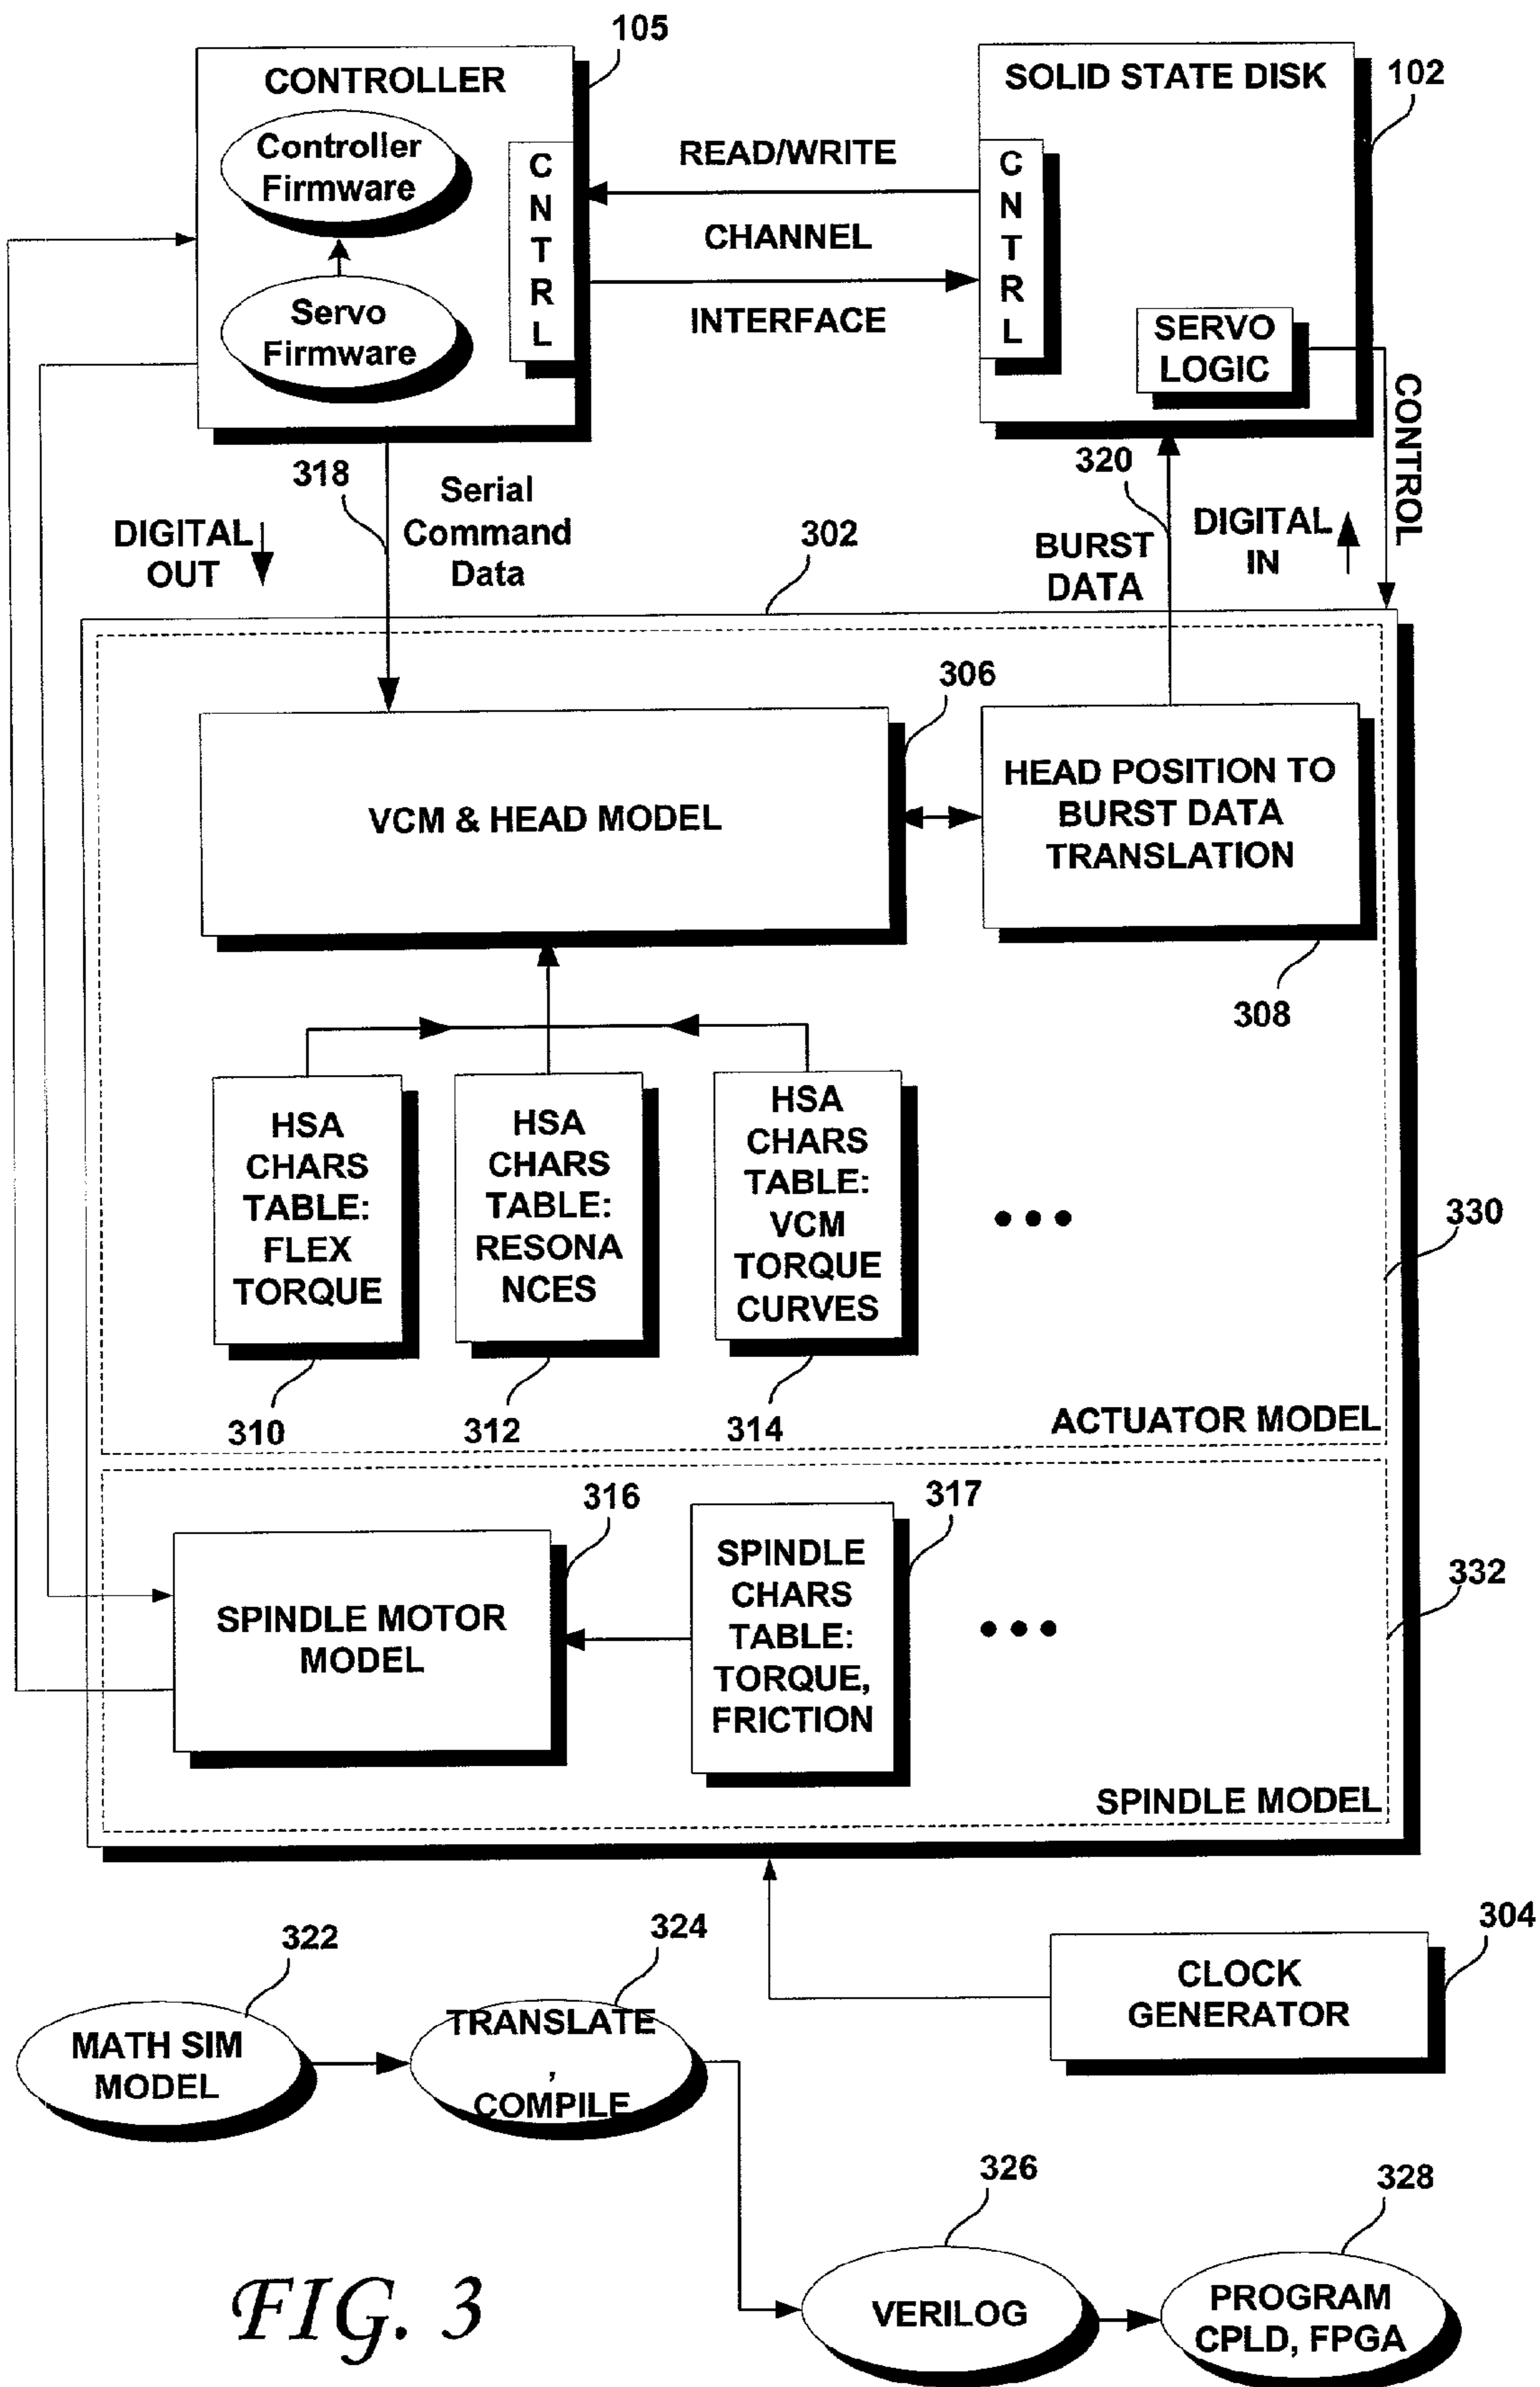 105
CONTROLLER
Controller
Firmware
Servo
Firmware
C
N
T
R
L
READ/WRITE
CHANNEL
INTERFACE
SOLID STATE DISK
102
C
N
T
R
L
SERVO
LOGIC
CONTROL
318
Serial
Command
Data
DIGITAL
OUT
302
320
BURST
DATA
DIGITAL
IN
306
VCM & HEAD MODEL
HEAD POSITION TO
BURST DATA
TRANSLATION
308
HSA
CHARS
TABLE:
FLEX
TORQUE
310
HSA
CHARS
TABLE:
RESONA
NCES
312
HSA
CHARS
TABLE:
VCM
TORQUE
CURVES
314
•••
330
ACTUATOR MODEL
316
SPINDLE MOTOR
MODEL
317
SPINDLE
CHARS
TABLE:
TORQUE,
FRICTION
•••
332
SPINDLE MODEL
304
CLOCK
GENERATOR
322
MATH SIM
MODEL
324
TRANSLATE
,
COMPILE
326
VERILOG
328
PROGRAM
CPLD, FPGA
FIG. 3